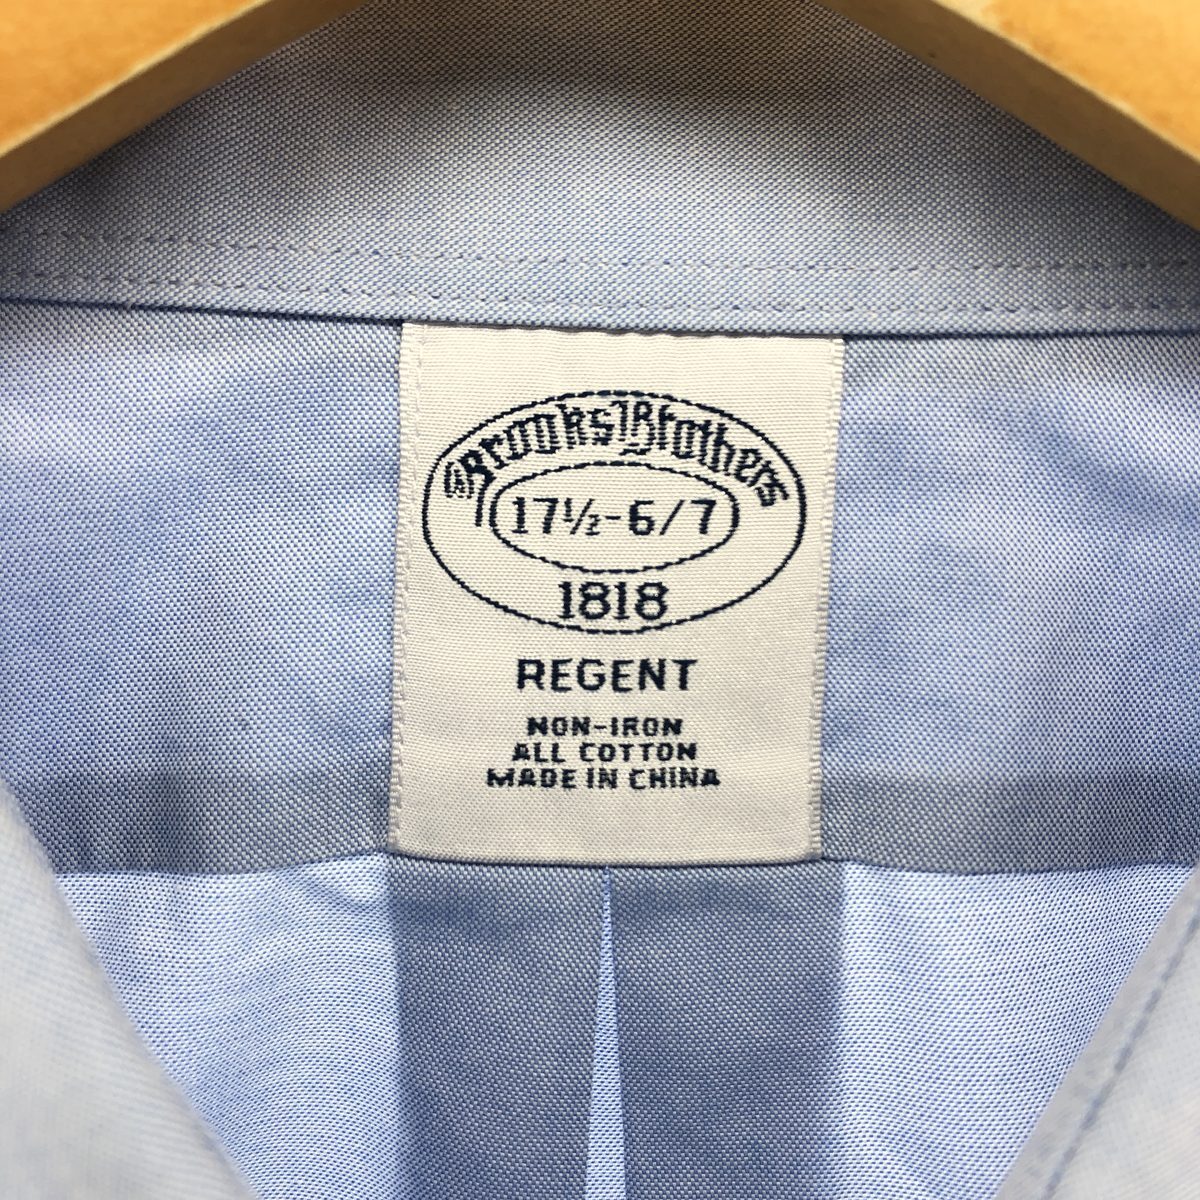 Brooks Brothers
17½-6/7
1818
REGENT
NON-IRON
ALL COTTON
MADE IN CHINA